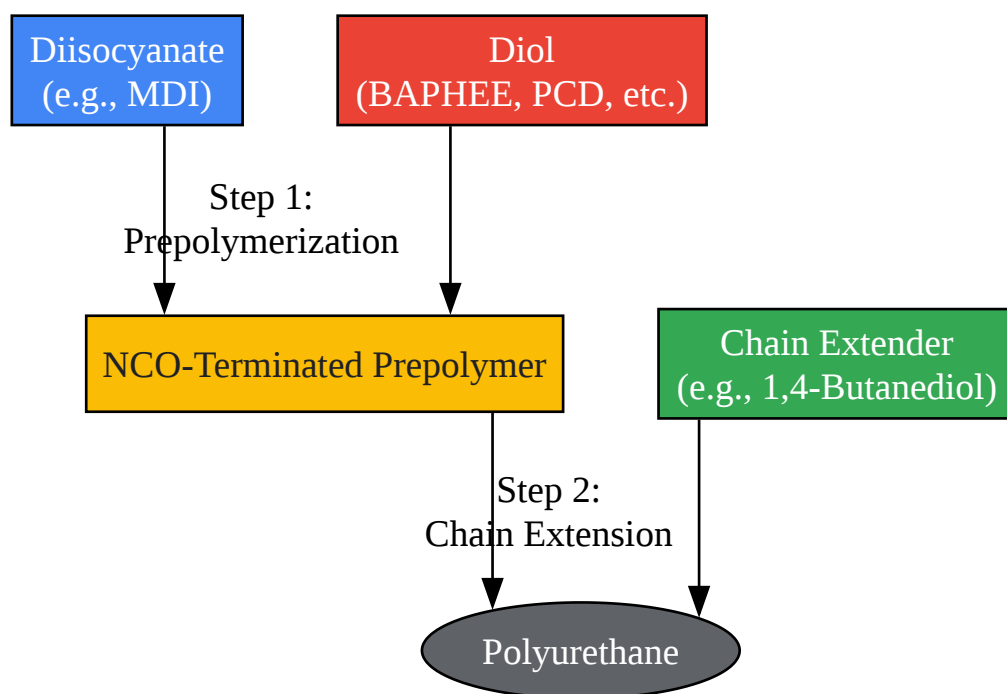 Diisocyanate
(e.g., MDI)
Diol
(BAPHEE, PCD, etc.)
Step 1:
Prepolymerization
NCO-Terminated Prepolymer
Chain Extender
(e.g., 1,4-Butanediol)
Step 2:
Chain Extension
Polyurethane